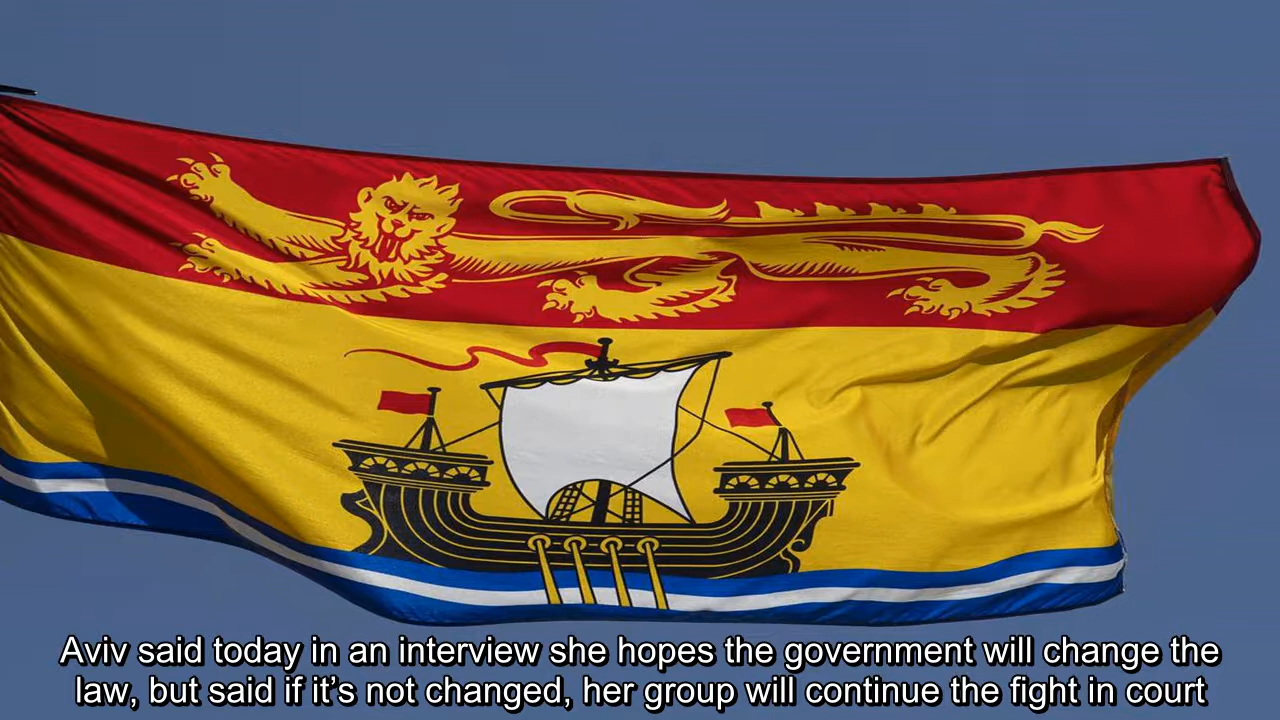 Aviv said today in an interview she hopes the government will change the
law, but said if it’s not changed, her group will continue the fight in court